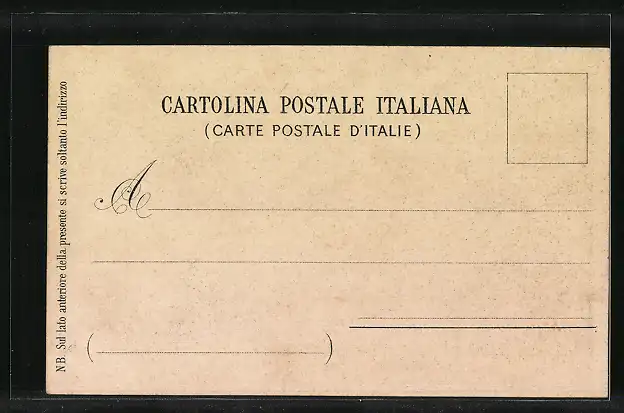 CARTOLINA POSTALE ITALIANA
(CARTE POSTALE D'ITALIE)
A
( )
NB. Sul lato anteriore della presente si scrive soltanto l'indirizzo